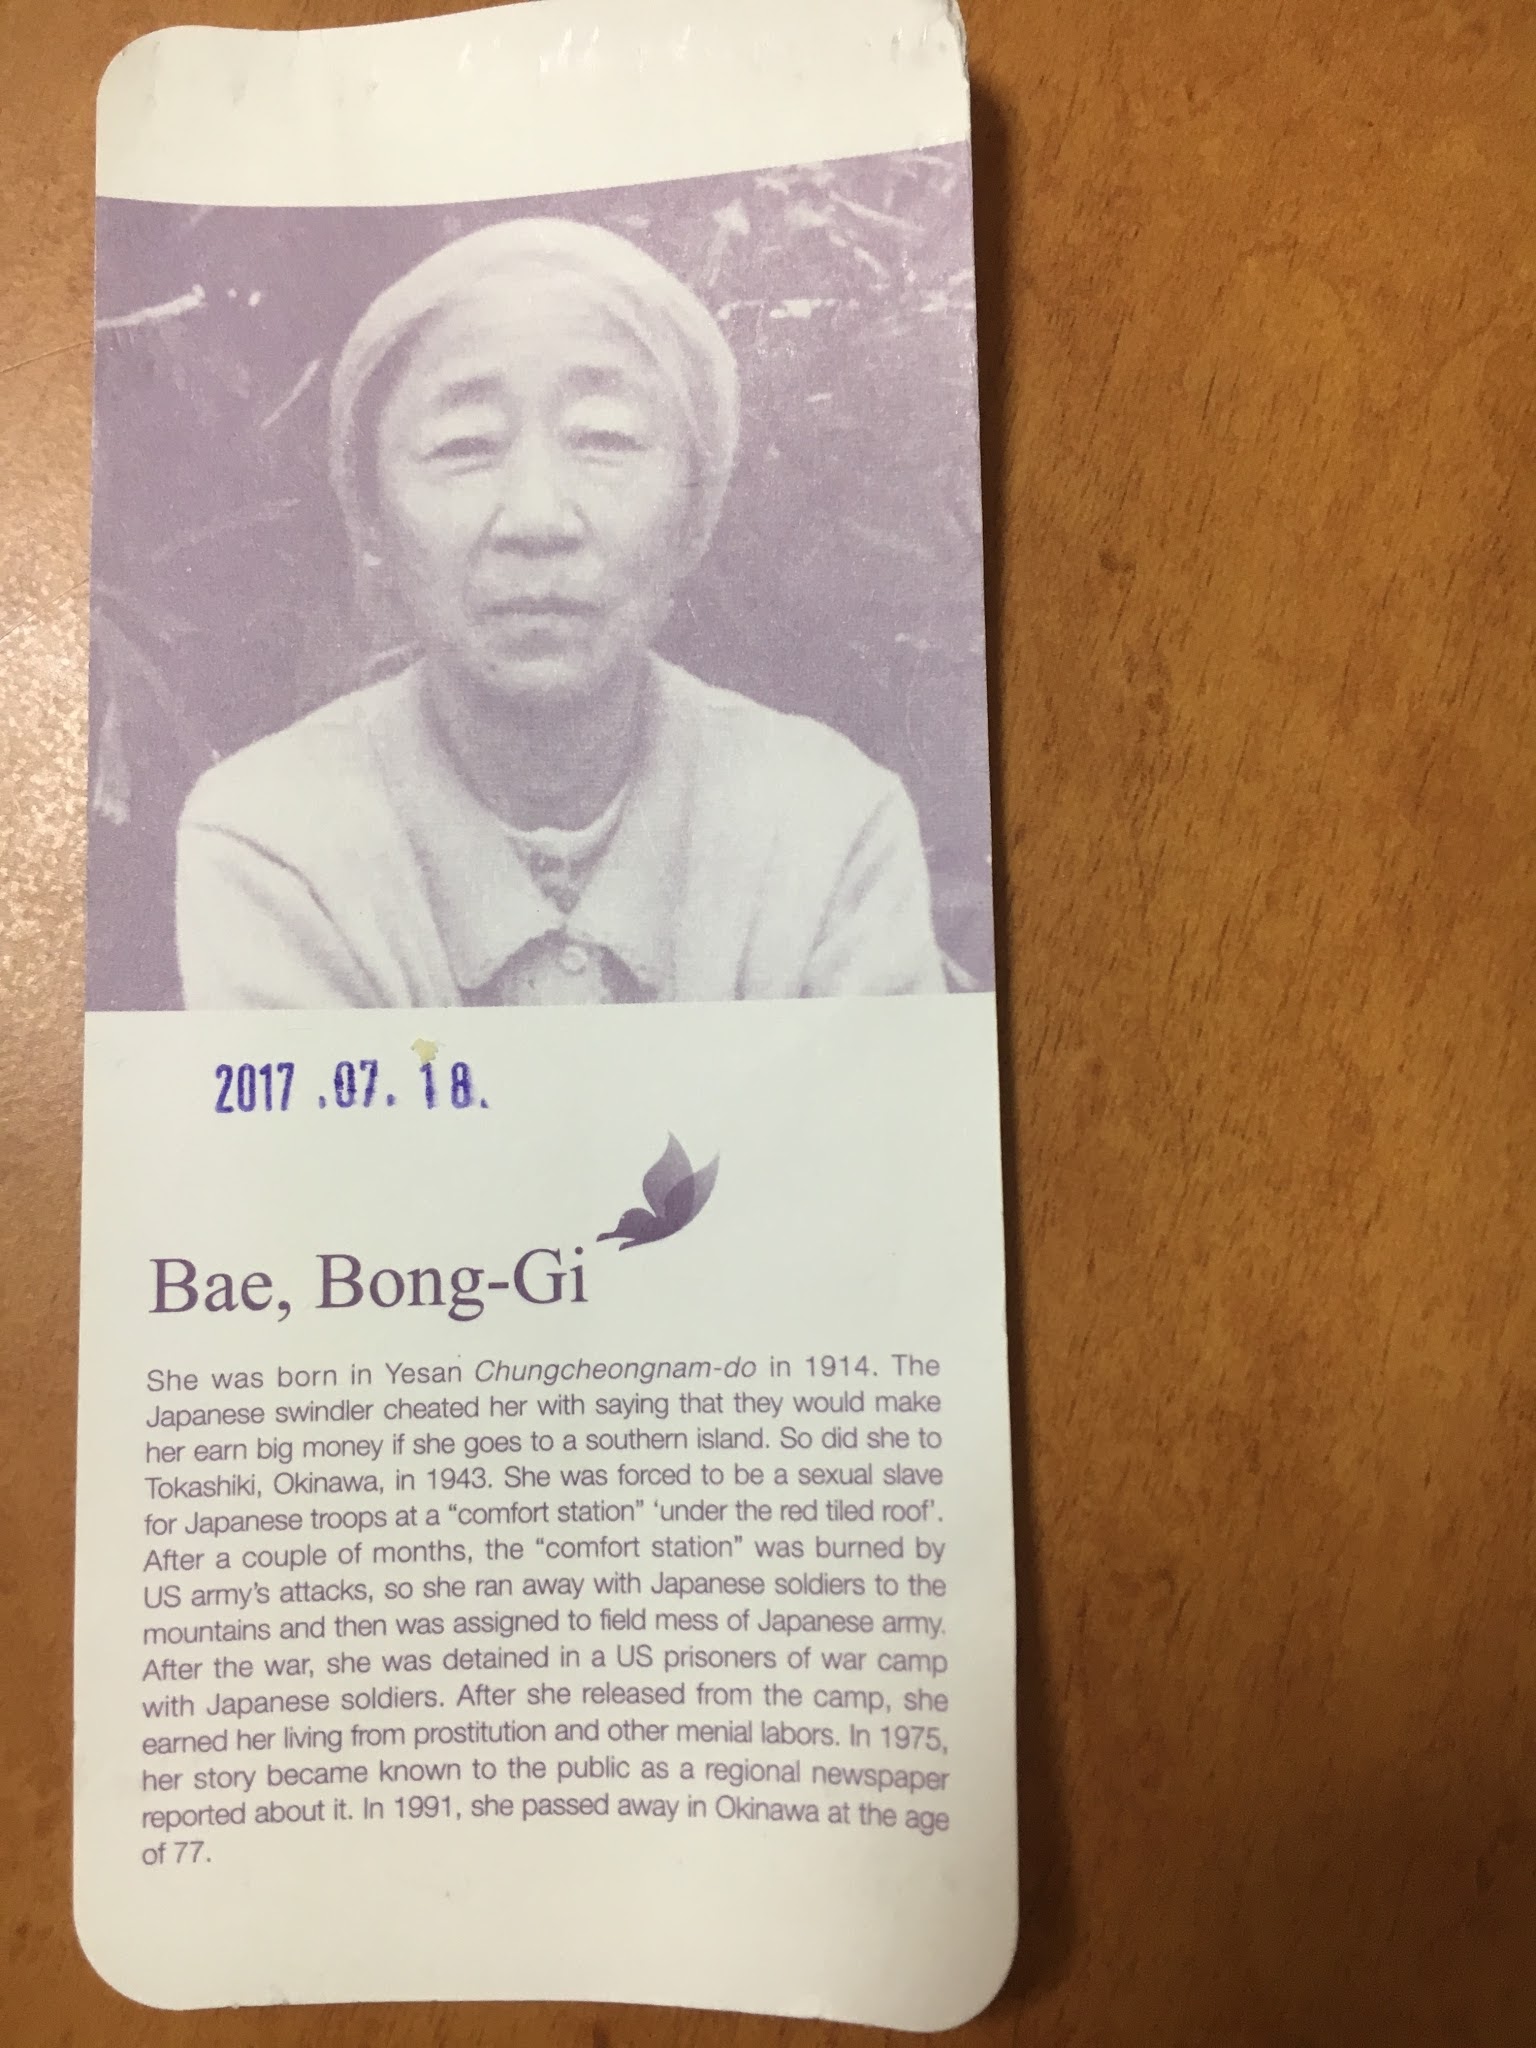 2017 .07. 18.
Bae, Bong-Gi
She was born in Yesan Chungcheongnam-do in 1914. The
Japanese swindler cheated her with saying that they would make
her earn big money if she goes to a southern island. So did she to
Tokashiki, Okinawa, in 1943. She was forced to be a sexual slave
for Japanese troops at a “comfort station” ‘under the red tiled roof’.
After a couple of months, the “comfort station” was burned by
US army’s attacks, so she ran away with Japanese soldiers to the
mountains and then was assigned to field mess of Japanese army.
After the war, she was detained in a US prisoners of war camp
with Japanese soldiers. After she released from the camp, she
earned her living from prostitution and other menial labors. In 1975,
her story became known to the public as a regional newspaper
reported about it. In 1991, she passed away in Okinawa at the age
of 77.